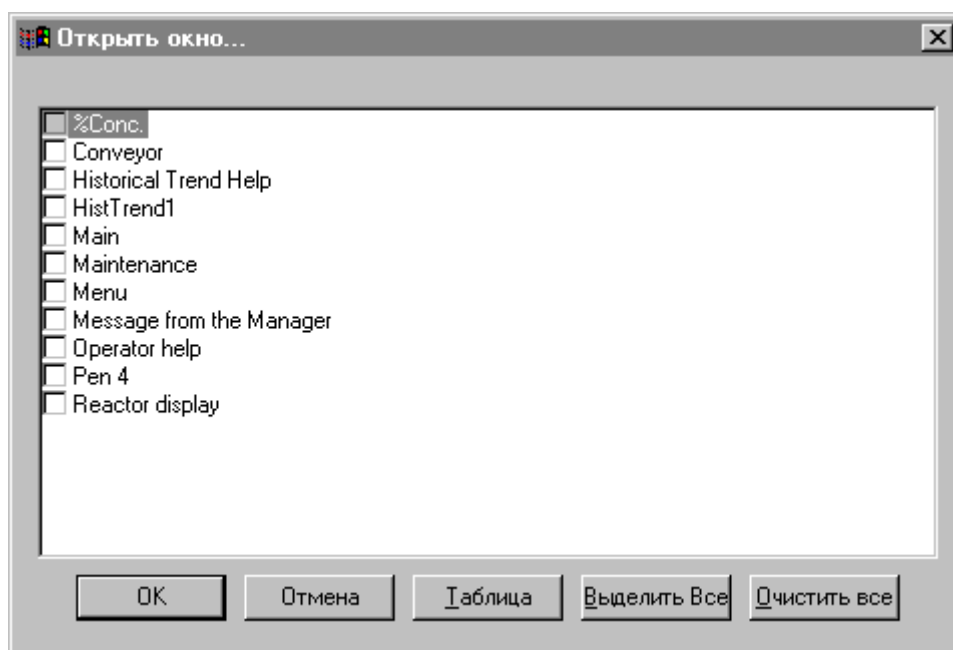 Открыть окно...
%Conc.
Conveyor
Historical Trend Help
HistTrend1
Main
Maintenance
Menu
Message from the Manager
Operator help
Pen 4
Reactor display
OK Отмена Таблица Выделить Все Очистить все